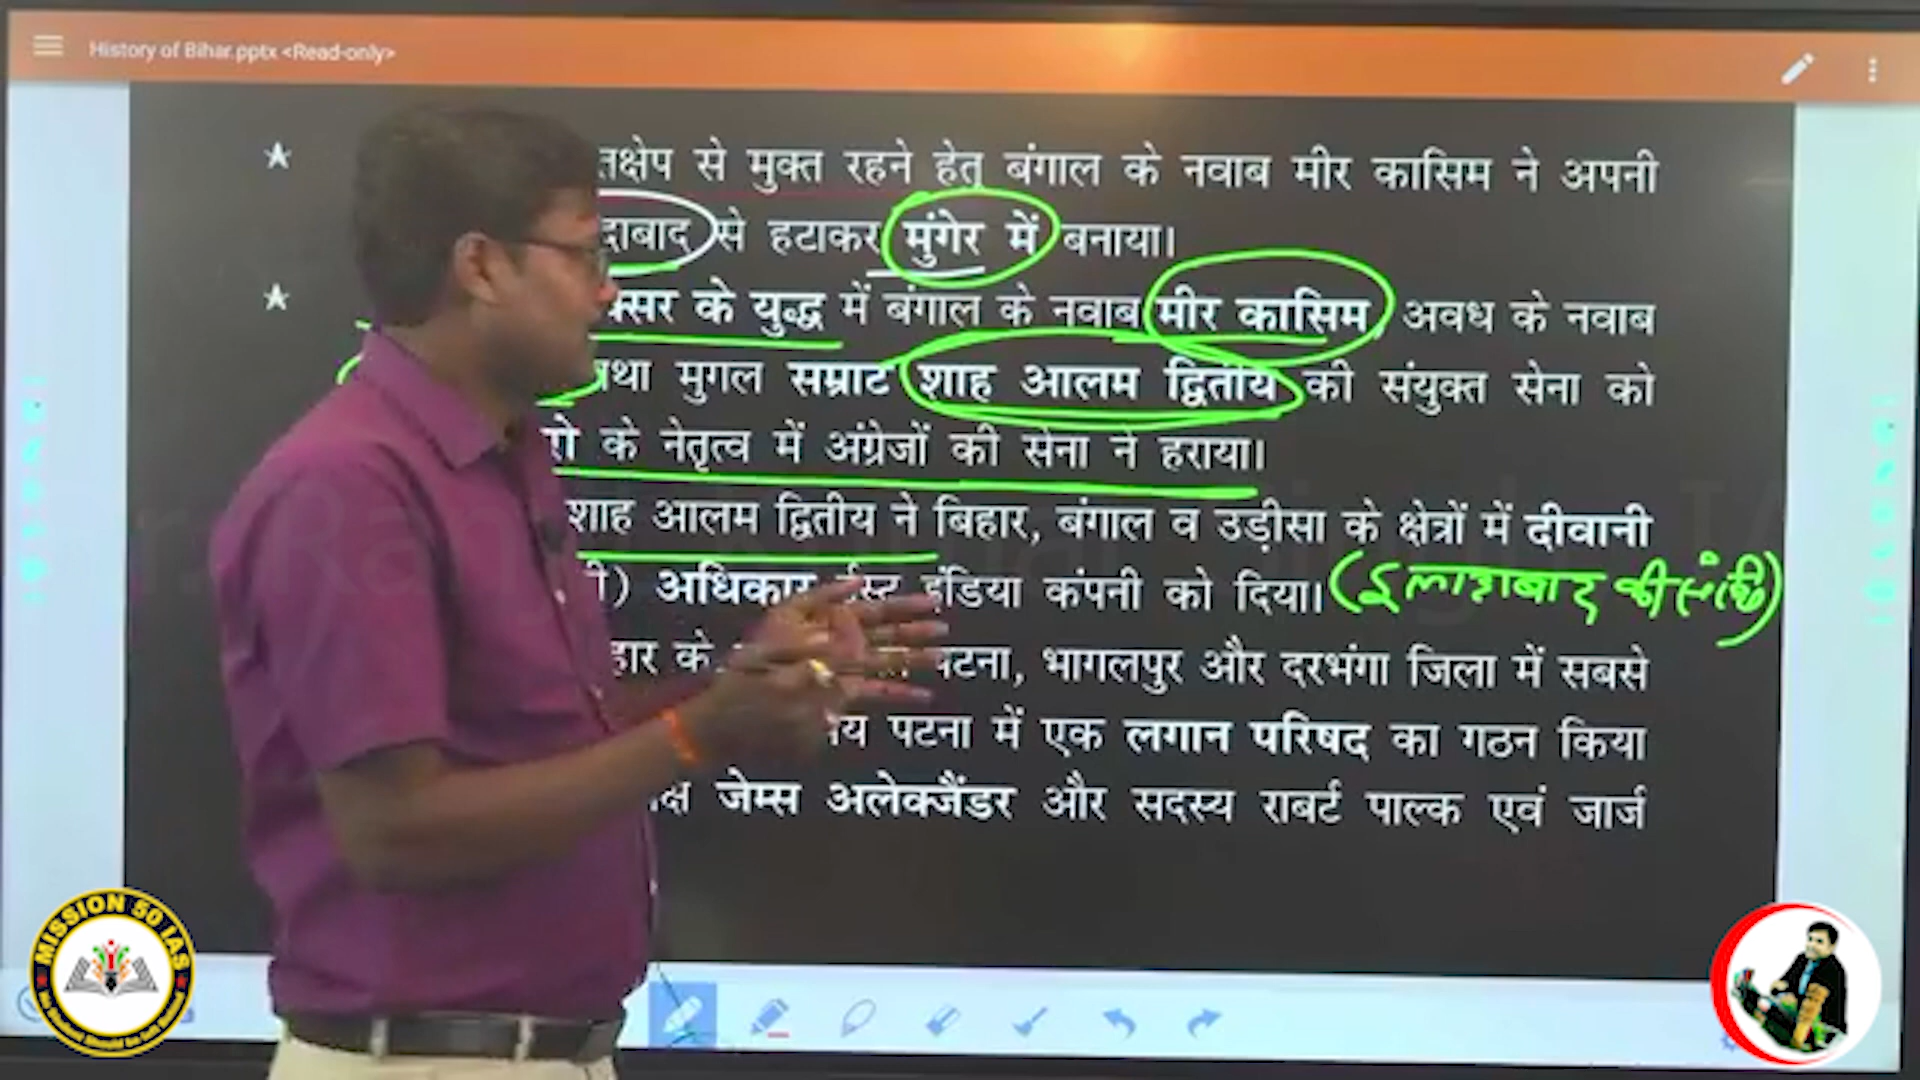 History of Bihar.pptx <Read-only>
★ तक्षेप से मुक्त रहने हेतु बंगाल के नवाब मीर कासिम ने अपनी
दाबाद से हटाकर मुंगेर में बनाया।
★ क्सर के युद्ध में बंगाल के नवाब मीर कासिम, अवध के नवाब
तथा मुगल सम्राट शाह आलम द्वितीय की संयुक्त सेना को
रो के नेतृत्व में अंग्रेजों की सेना ने हराया।
शाह आलम द्वितीय ने बिहार, बंगाल व उड़ीसा के क्षेत्रों में दीवानी
अधिकार ईस्ट इंडिया कंपनी को दिया। (इलाहाबाद की संधि)
हार के पटना, भागलपुर और दरभंगा जिला में सबसे
पटना में एक लगान परिषद का गठन किया
जेम्स अलेक्जैंडर और सदस्य राबर्ट पाल्क एवं जार्ज
MISSION 50 IAS